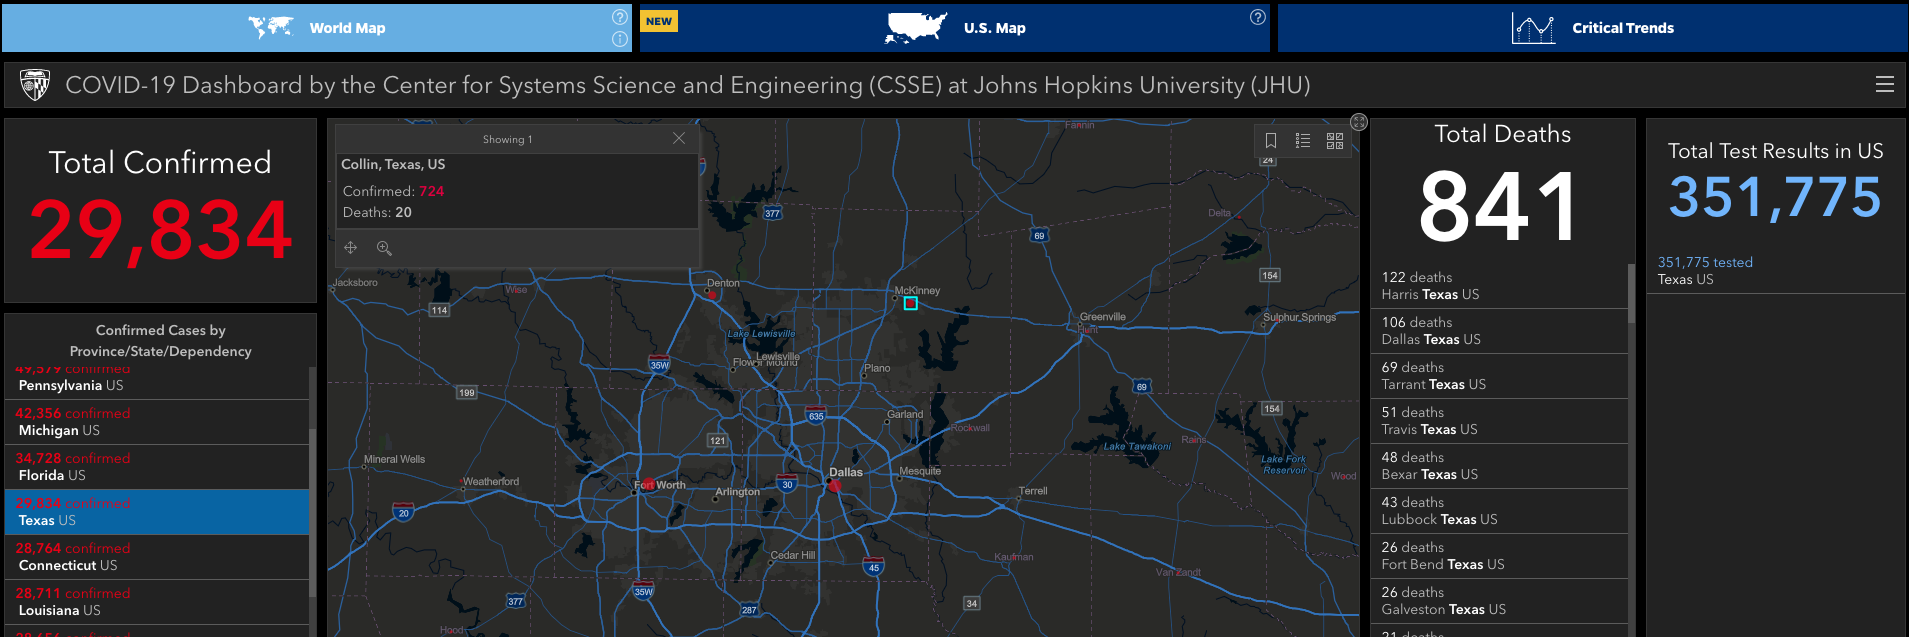 World Map
NEW
U.S. Map
Critical Trends
COVID-19 Dashboard by the Center for Systems Science and Engineering (CSSE) at Johns Hopkins University (JHU)
Total Confirmed
29,834
Confirmed Cases by
Province/State/Dependency
49,579 confirmed
Pennsylvania US
42,356 confirmed
Michigan US
34,728 confirmed
Florida US
29,834 confirmed
Texas US
28,764 confirmed
Connecticut US
28,711 confirmed
Louisiana US
Showing 1
Collin, Texas, US
Confirmed: 724
Deaths: 20
Fannin
24
377
Delta
69
154
Jacksboro
Wise
Denton
McKinney
114
Greenville
Hunt
Sulphur Springs
Lake Lewisville
35W
Lewisville
Flower Mound
Plano
69
199
635
Garland
154
Rockwall
121
Lake Tawakoni
Rains
Mineral Wells
Dallas
Mesquite
Lake Fork
Reservoir
Wood
Weatherford
Fort Worth
30
Arlington
Terrell
20
Cedar Hill
45
Kaufman
Van Zandt
35W
377
287
34
Hood
Total Deaths
841
122 deaths
Harris Texas US
106 deaths
Dallas Texas US
69 deaths
Tarrant Texas US
51 deaths
Travis Texas US
48 deaths
Bexar Texas US
43 deaths
Lubbock Texas US
26 deaths
Fort Bend Texas US
26 deaths
Galveston Texas US
21 deaths
Total Test Results in US
351,775
351,775 tested
Texas US